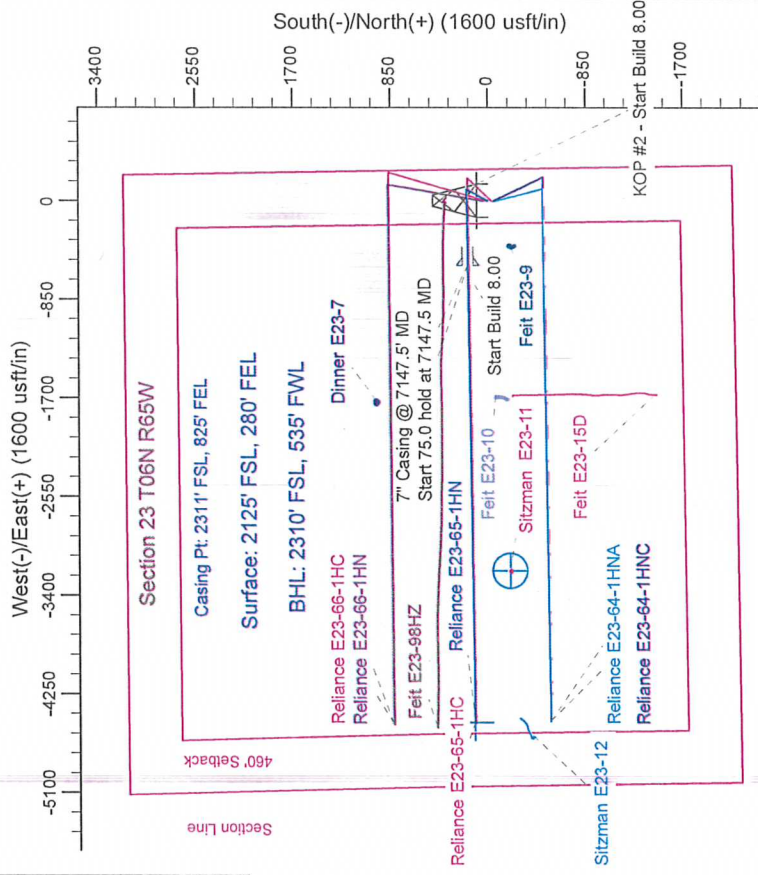 South(-)/North(+) (1600 usft/in)
3400
2550
1700
850
0
-850
-1700
West(-)/East(+) (1600 usft/in)
0
-850
-1700
-2550
-3400
-4250
-5100
Section 23 T06N R65W
Casing Pt: 2311' FSL, 825' FEL
Surface: 2125' FSL, 280' FEL
BHL: 2310' FSL, 535' FWL
Dinner E23-7
7" Casing @ 7147.5' MD
Start 75.0 hold at 7147.5 MD
KOP #2 - Start Build 8.00
Start Build 8.00
Feit E23-9
Reliance E23-66-1HC
Reliance E23-66-1HN
Feit E23-98HZ
Reliance E23-65-1HN
Feit E23-10
Sitzman E23-11
Feit E23-15D
Reliance E23-65-1HC
Reliance E23-64-1HNA
Reliance E23-64-1HNC
Sitzman E23-12
460' Setback
Section Line